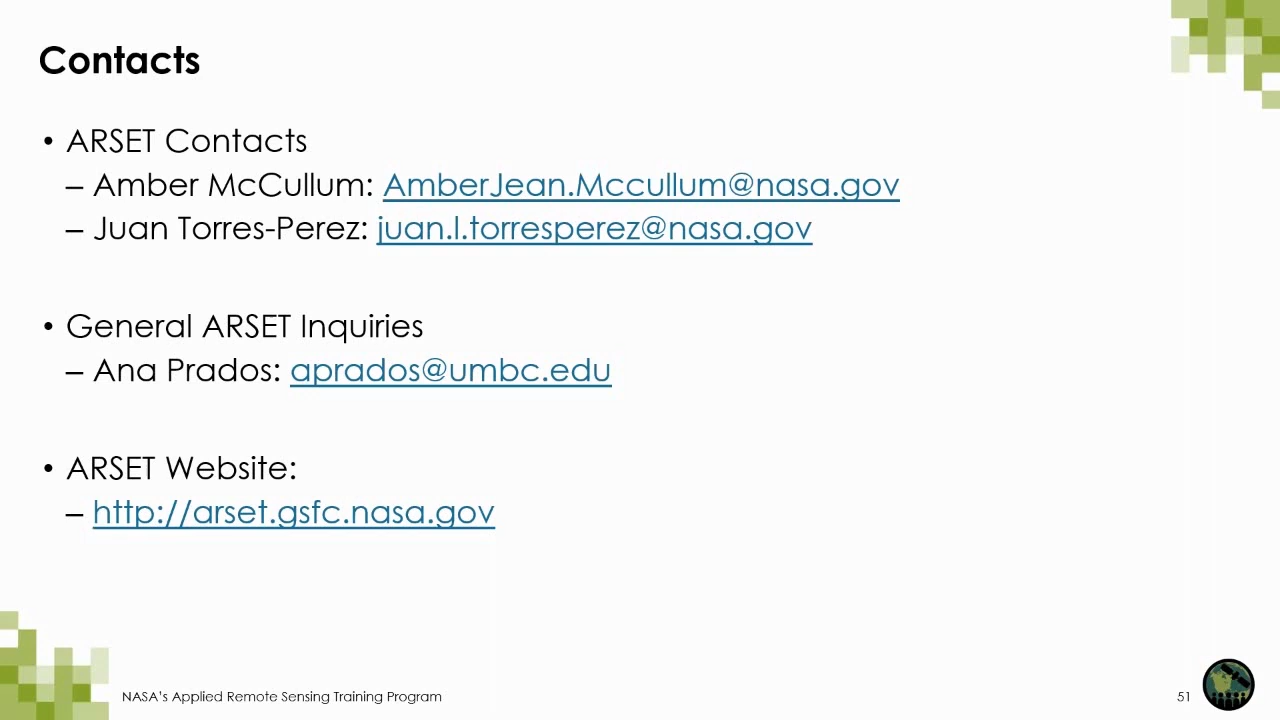 Contacts
• ARSET Contacts
– Amber McCullum: AmberJean.Mccullum@nasa.gov
– Juan Torres-Perez: juan.l.torresperez@nasa.gov
• General ARSET Inquiries
– Ana Prados: aprados@umbc.edu
• ARSET Website:
– http://arset.gsfc.nasa.gov
NASA's Applied Remote Sensing Training Program
51